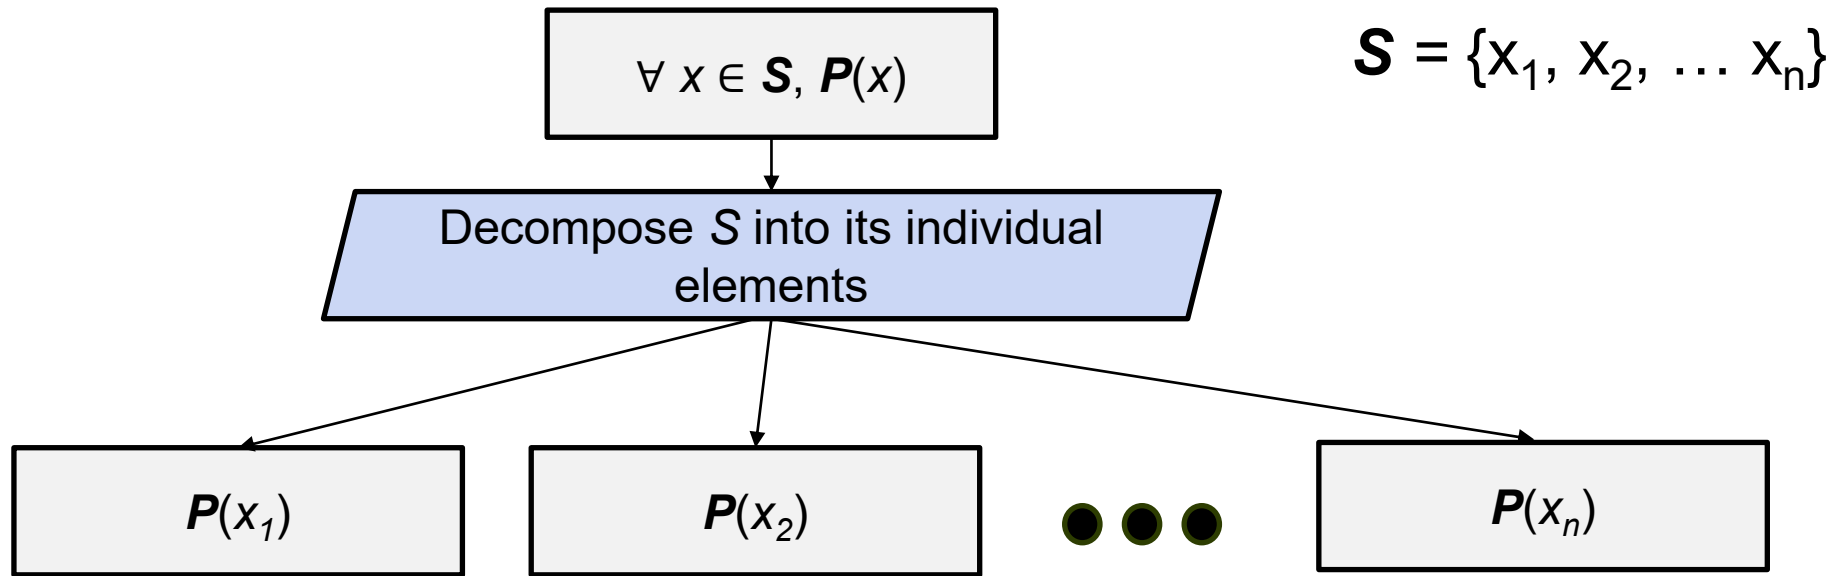 ∀ x ∈ S, P(x)
S = {x₁, x₂, … xₙ}
Decompose S into its individual
elements
P(x₁)
P(x₂)
P(xₙ)